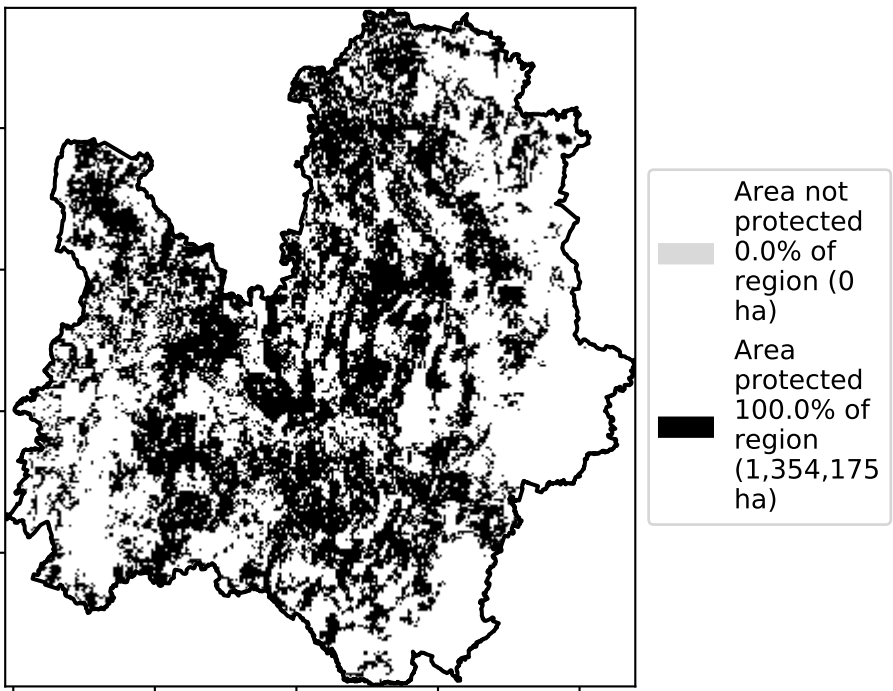 Area not
protected
0.0% of
region (0
ha)
Area
protected
100.0% of
region
(1,354,175
ha)